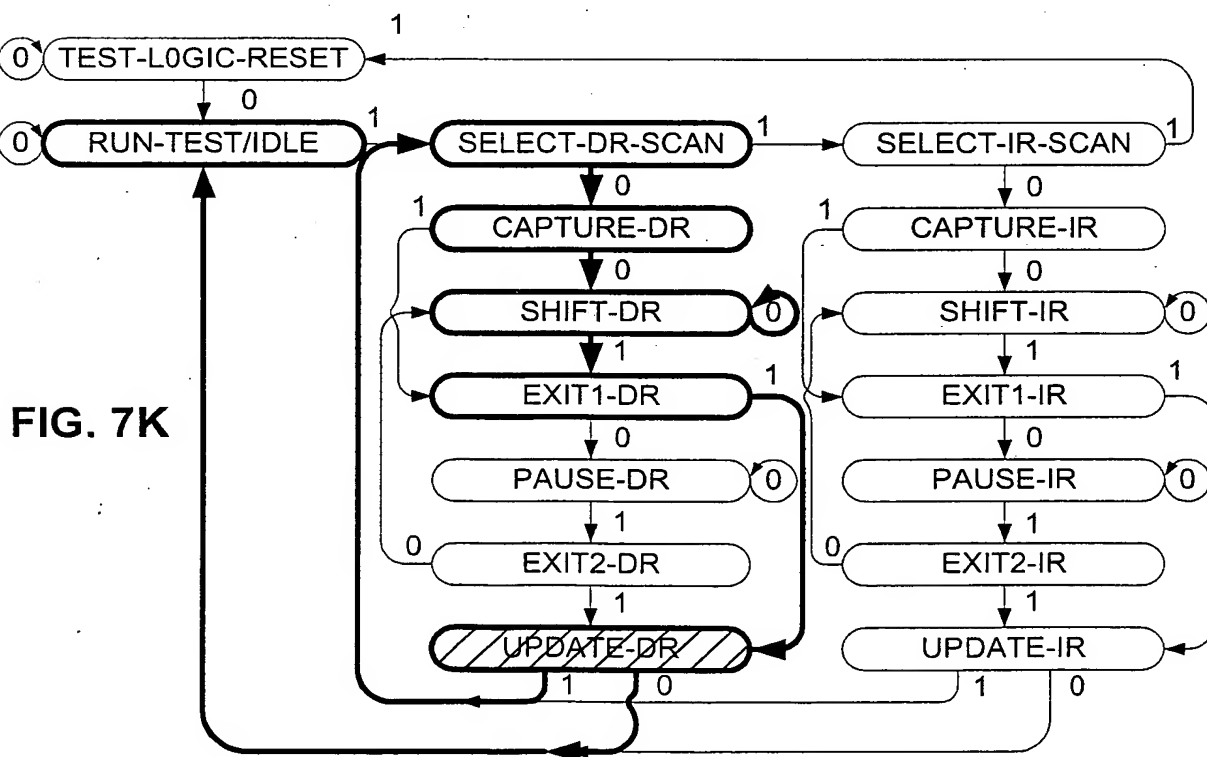 1
0 TEST-L0GIC-RESET
0
0 RUN-TEST/IDLE 1 SELECT-DR-SCAN 1 SELECT-IR-SCAN 1
0 0
1 CAPTURE-DR 1 CAPTURE-IR
0 0
SHIFT-DR 0 SHIFT-IR 0
1 1
EXIT1-DR 1 EXIT1-IR 1
FIG. 7K
0 0
PAUSE-DR 0 PAUSE-IR 0
1 1
0 EXIT2-DR 0 EXIT2-IR
1 1
UPDATE-DR UPDATE-IR
1 0 1 0